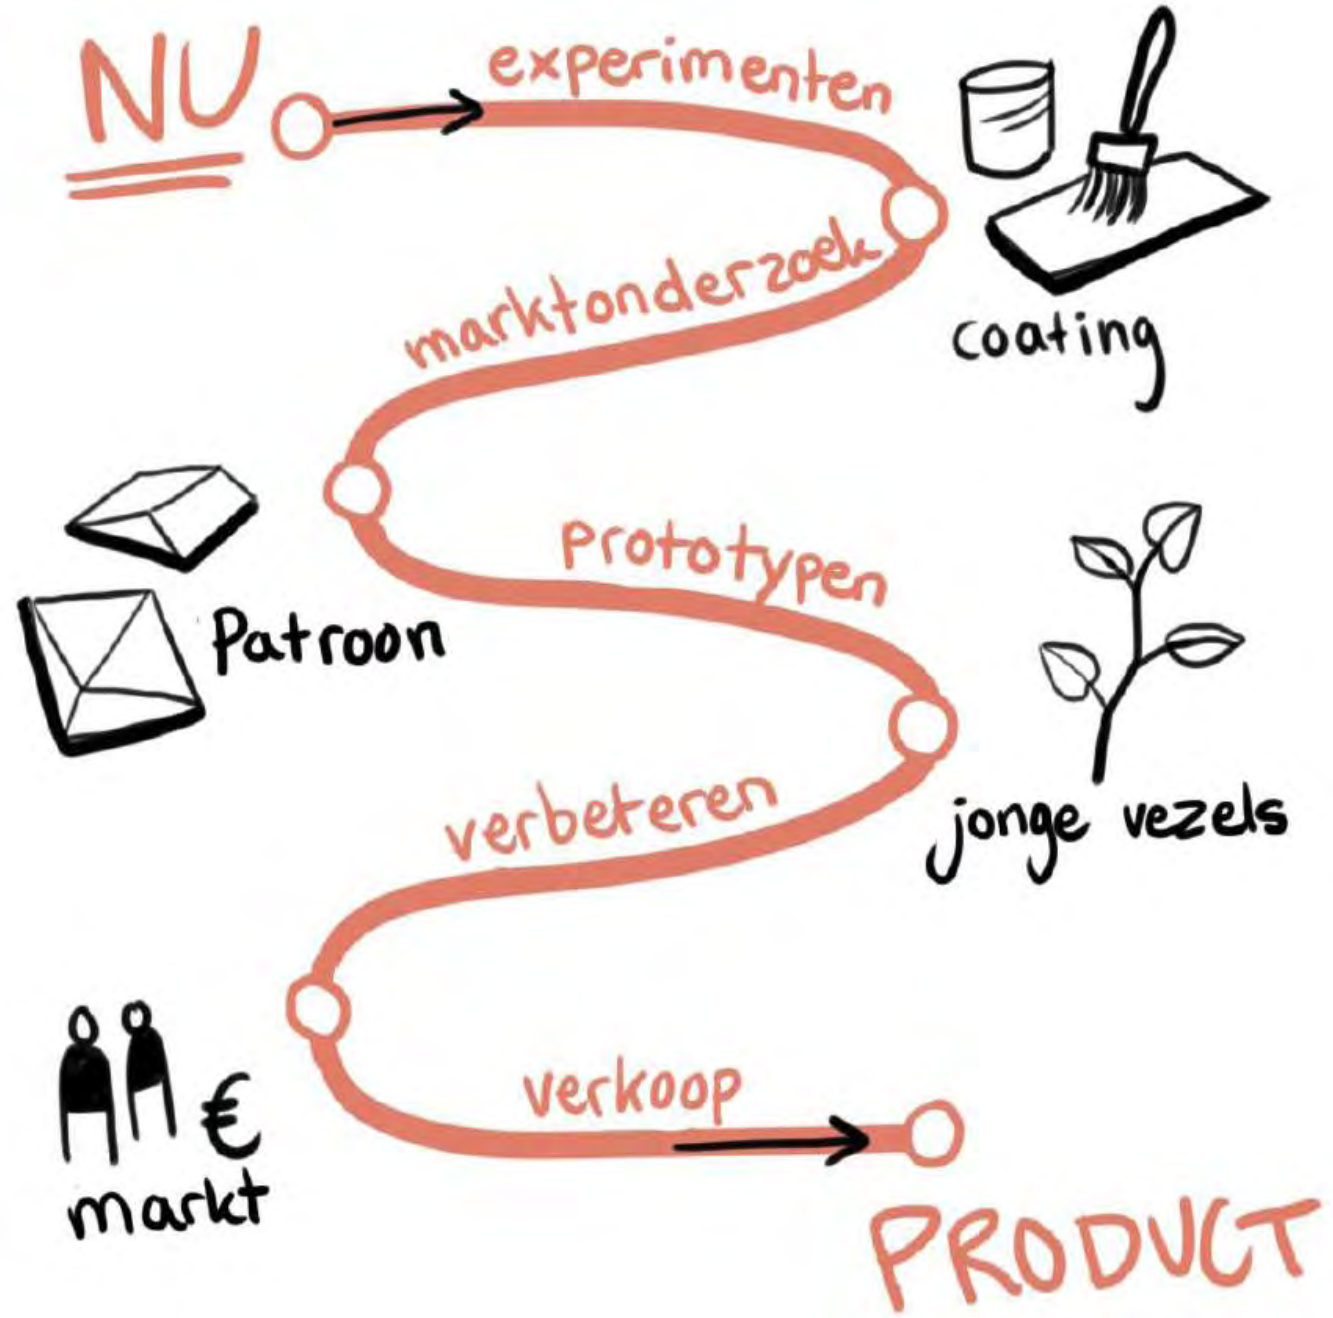 NU
experimenten
coating
marktonderzoek
Patroon
prototypen
jonge vezels
verbeteren
€
markt
verkoop
PRODUCT